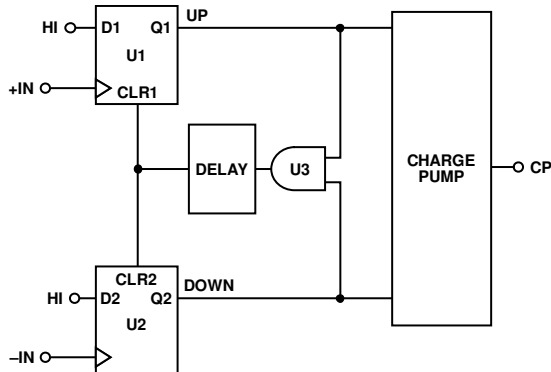 UP
HI D1 Q1
U1
+IN
CLR1
DELAY U3 CHARGE
PUMP CP
CLR2
DOWN
HI D2 Q2
U2
–IN